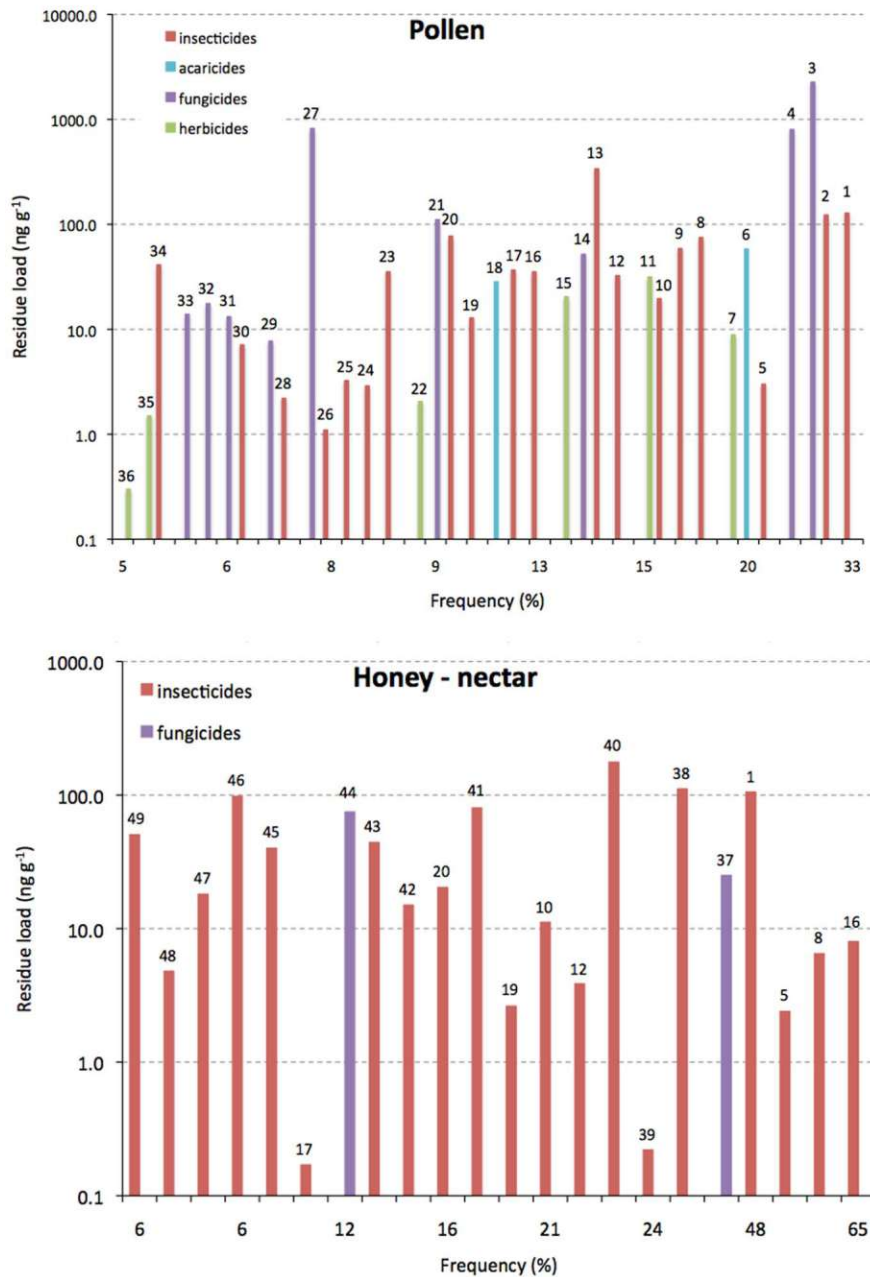 Pollen
insecticides
acaricides
fungicides
herbicides
Residue load (ng g⁻¹)
10000.0
1000.0
100.0
10.0
1.0
0.1
36 35 34 33 32 31 30 29 28 27 26 25 24 23 22 21 20 19 18 17 16 15 14 13 12 11 10 9 8 7 6 5 4 3 2 1
5 6 8 9 13 15 20 33
Frequency (%)
Honey - nectar
insecticides
fungicides
Residue load (ng g⁻¹)
1000.0
100.0
10.0
1.0
0.1
49 48 47 46 45 17 44 43 42 20 41 19 10 12 40 39 38 37 1 5 8 16
6 6 12 16 21 24 48 65
Frequency (%)